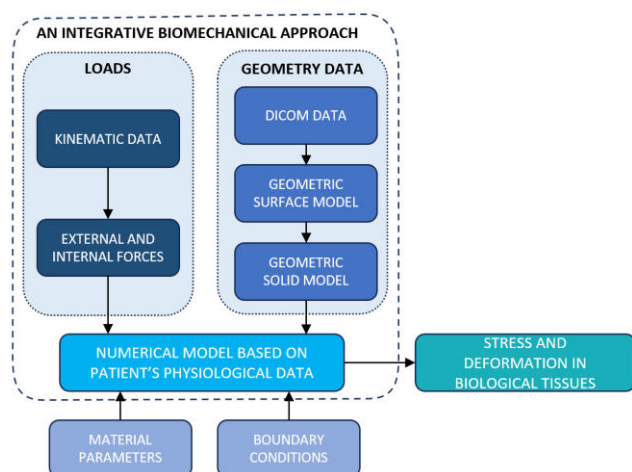 AN INTEGRATIVE BIOMECHANICAL APPROACH
LOADS
KINEMATIC DATA
EXTERNAL AND
INTERNAL FORCES
GEOMETRY DATA
DICOM DATA
GEOMETRIC
SURFACE MODEL
GEOMETRIC
SOLID MODEL
NUMERICAL MODEL BASED ON
PATIENT'S PHYSIOLOGICAL DATA
STRESS AND
DEFORMATION IN
BIOLOGICAL TISSUES
MATERIAL
PARAMETERS
BOUNDARY
CONDITIONS